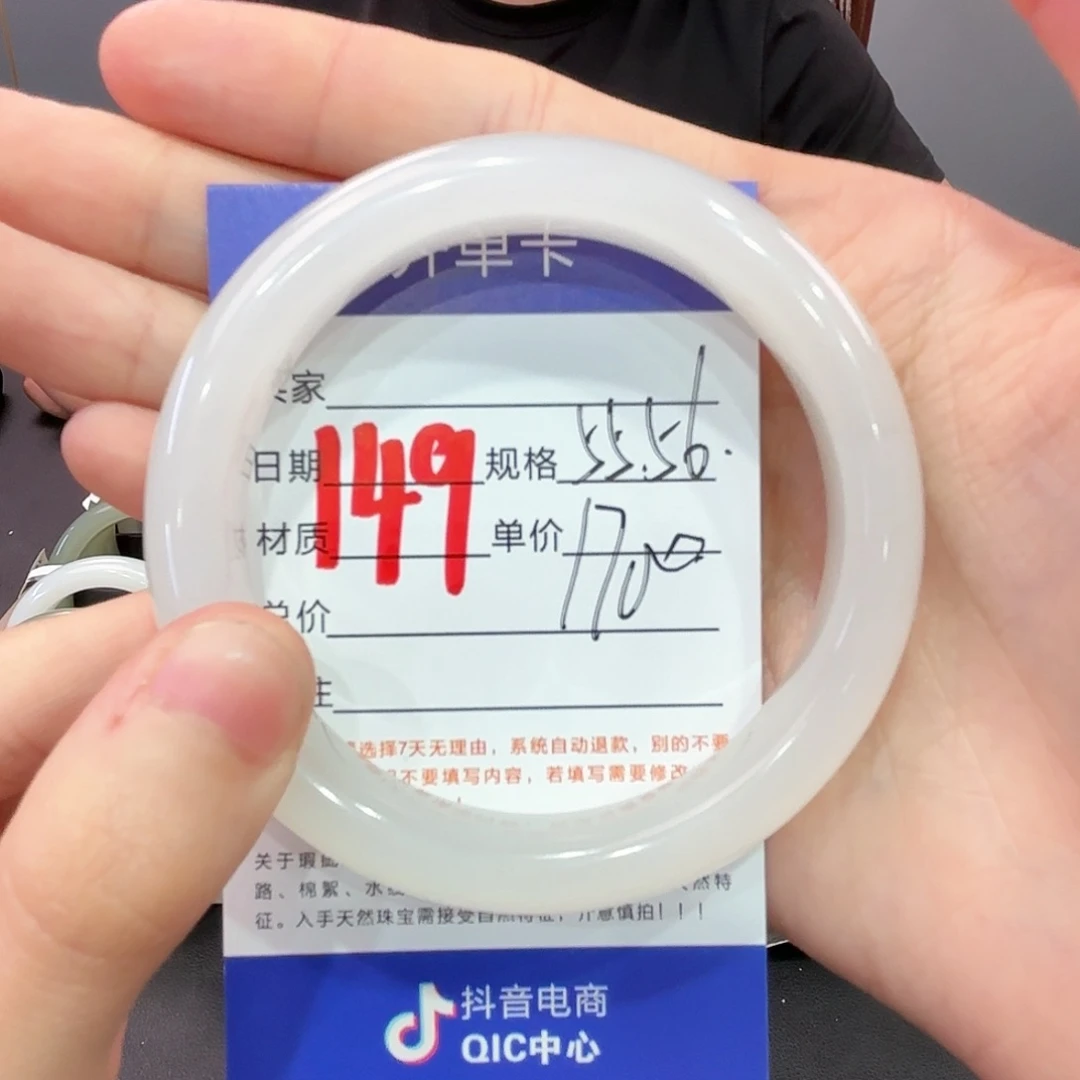 开单卡
家
日期 149 规格 55.56.
材质 单价 1700
总价
注
选择7天无理由，系统自动退款，别的不要
不要填写内容，若填写需要修改
关于瑕
路、棉絮、水 然特
征。入手天然珠宝需接受自然特征，介意慎拍！！！
抖音电商
QIC中心